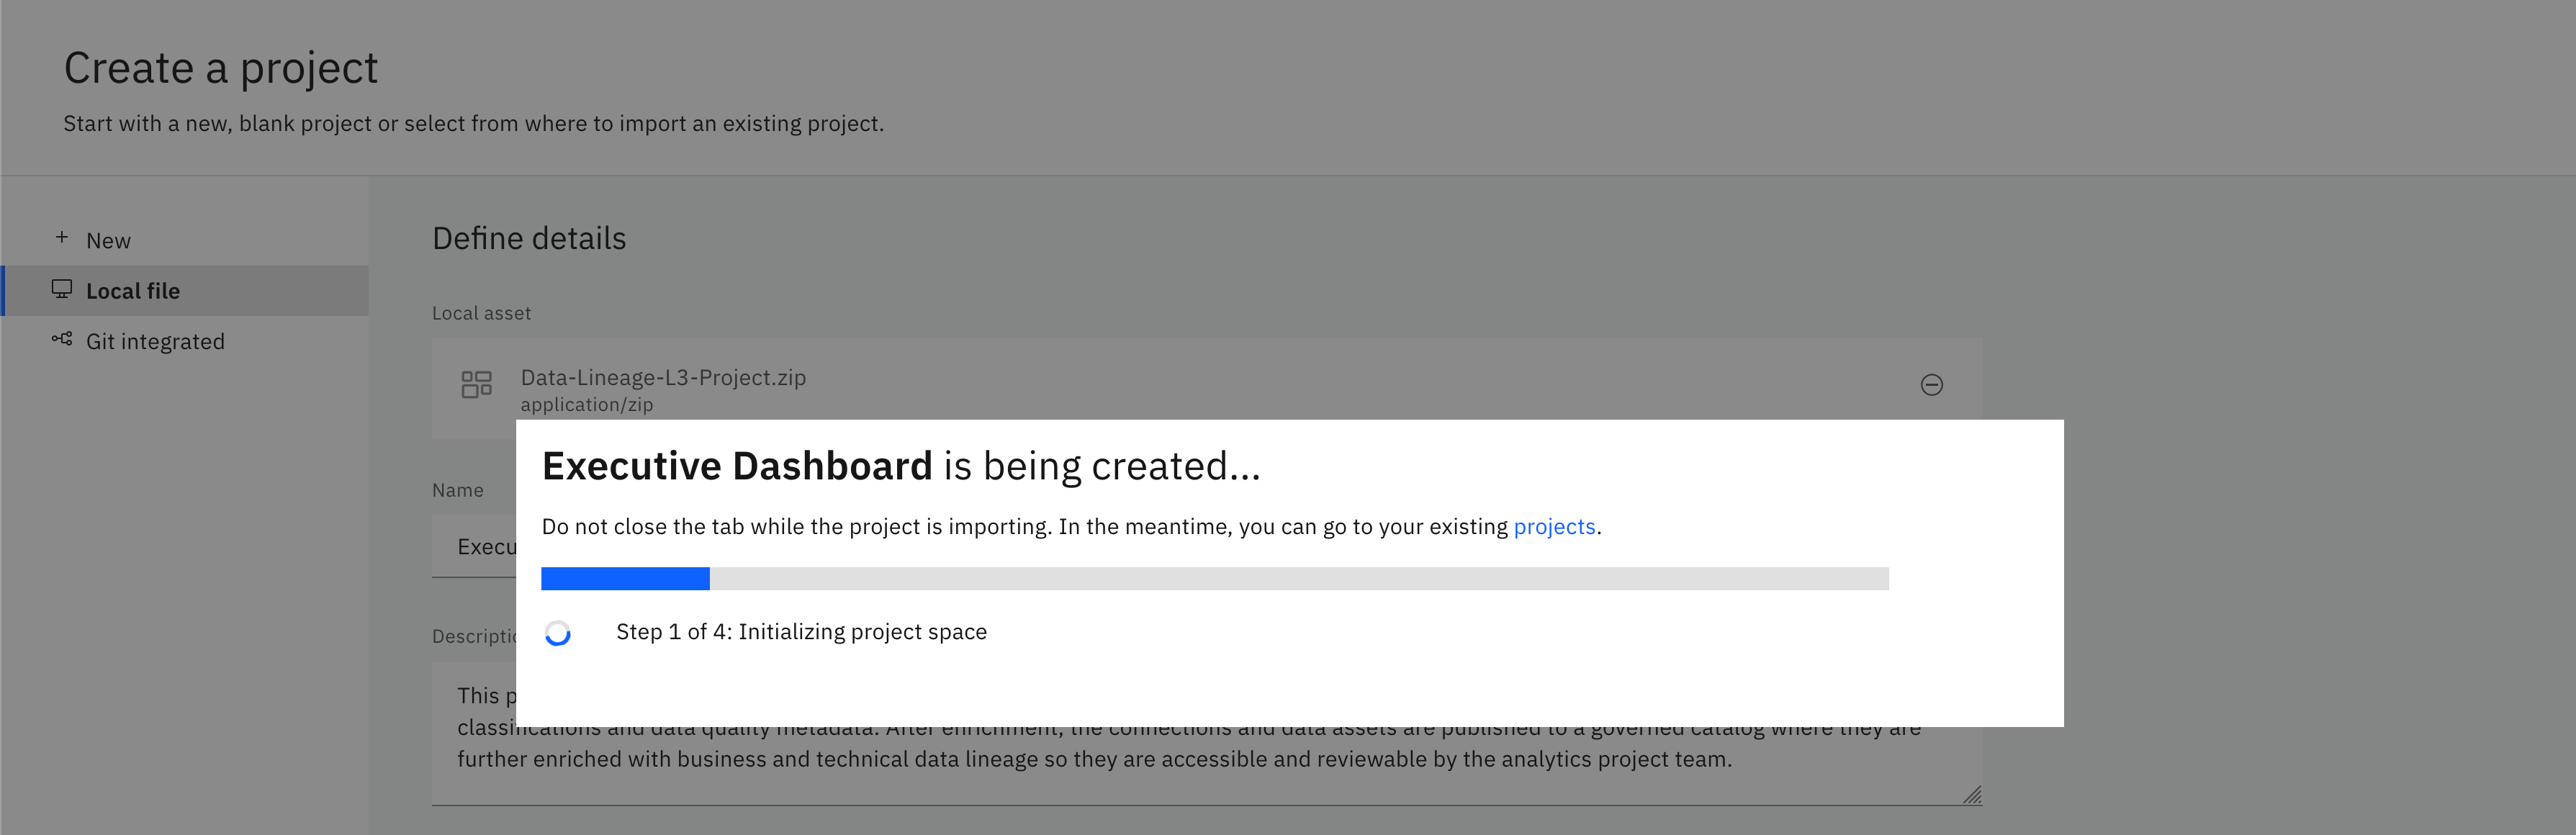 Create a project
Start with a new, blank project or select from where to import an existing project.
New
Local file
Git integrated
Define details
Local asset
Data-Lineage-L3-Project.zip
application/zip
Name
Executive Dashboard is being created...
Do not close the tab while the project is importing. In the meantime, you can go to your existing projects.
Step 1 of 4: Initializing project space
This
classifications and data quality metadata. After enrichment, the connections and data assets are published to a governed catalog where they are
further enriched with business and technical data lineage so they are accessible and reviewable by the analytics project team.